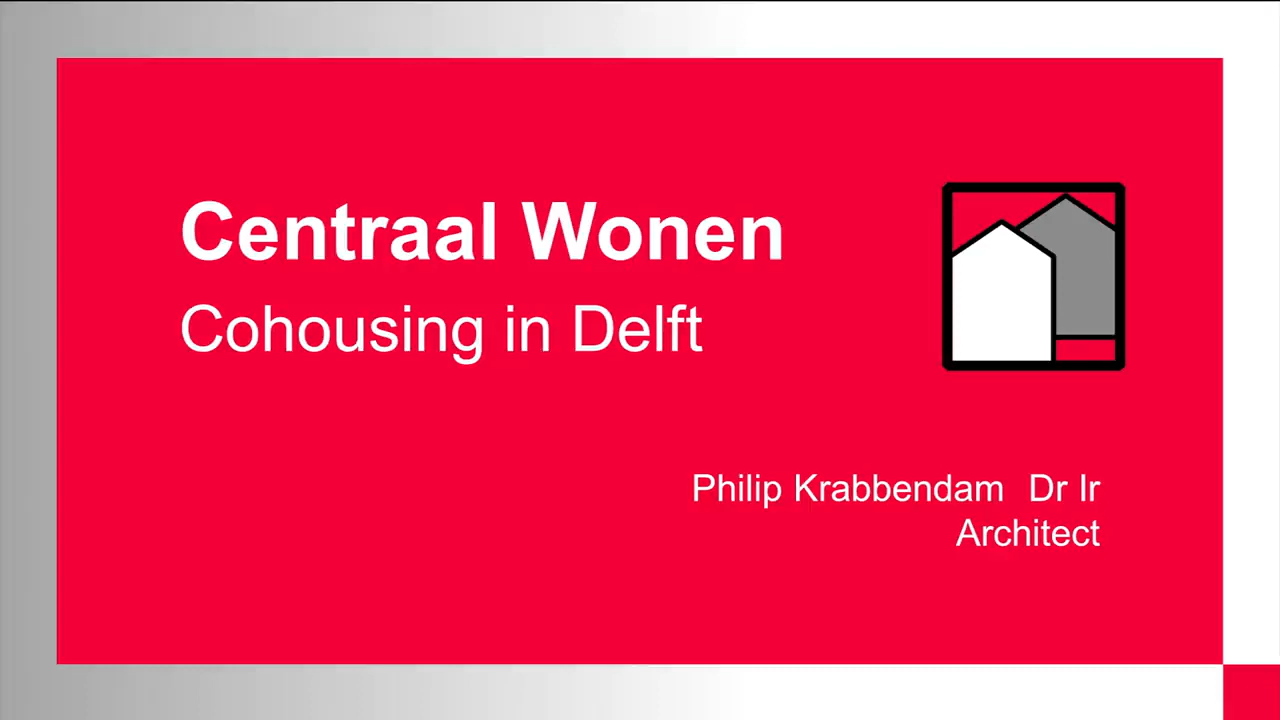 Centraal Wonen
Cohousing in Delft
Philip Krabbendam  Dr Ir
Architect